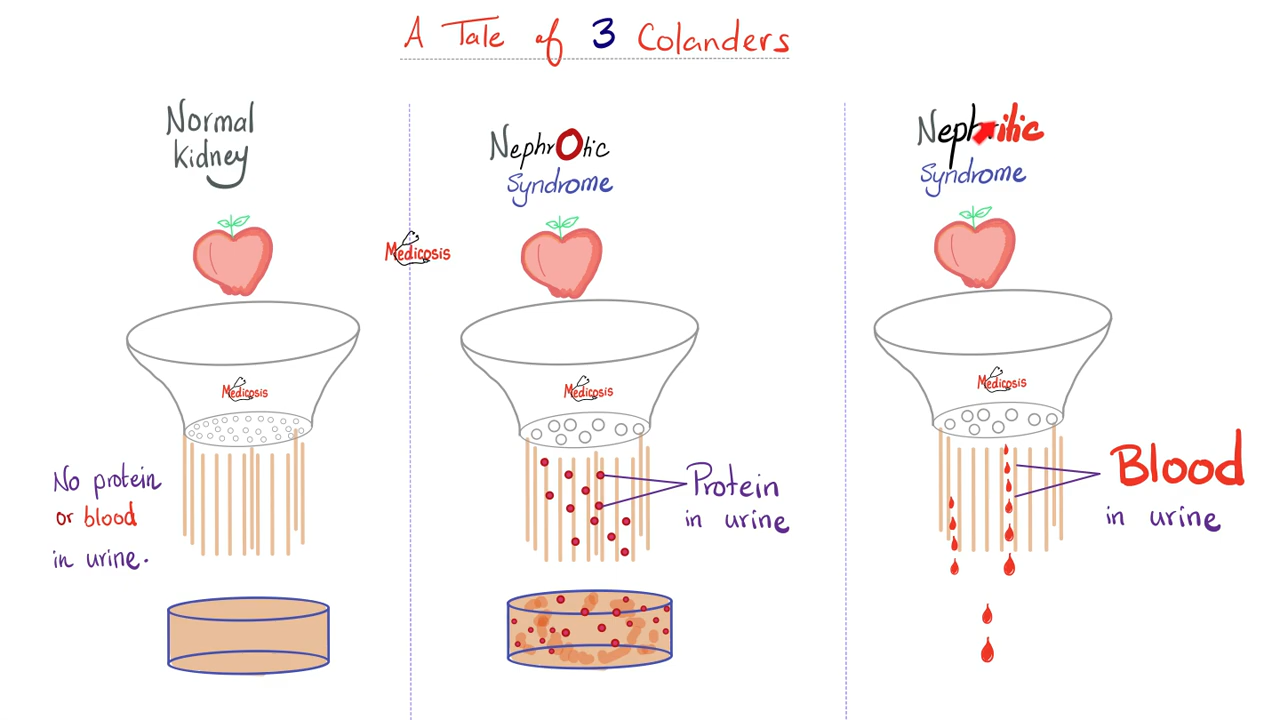 A Tale of 3 Colanders
Normal
kidney
No protein
or blood
in urine.
Medicosis
Medicosis
NephrOtic
Syndrome
Medicosis
Protein
in urine
Nephritic
Syndrome
Medicosis
Blood
in urine